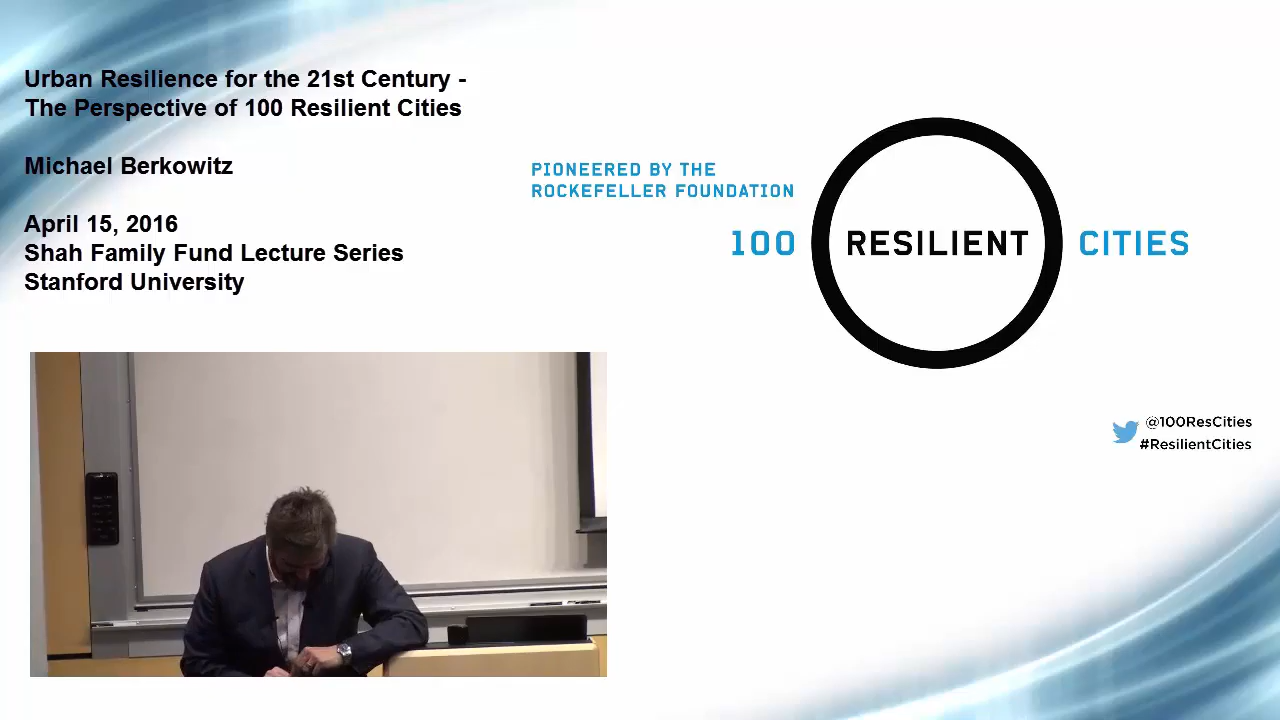 Urban Resilience for the 21st Century -
The Perspective of 100 Resilient Cities
Michael Berkowitz
April 15, 2016
Shah Family Fund Lecture Series
Stanford University
PIONEERED BY THE
ROCKEFELLER FOUNDATION
100 RESILIENT CITIES
@100ResCities
#ResilientCities